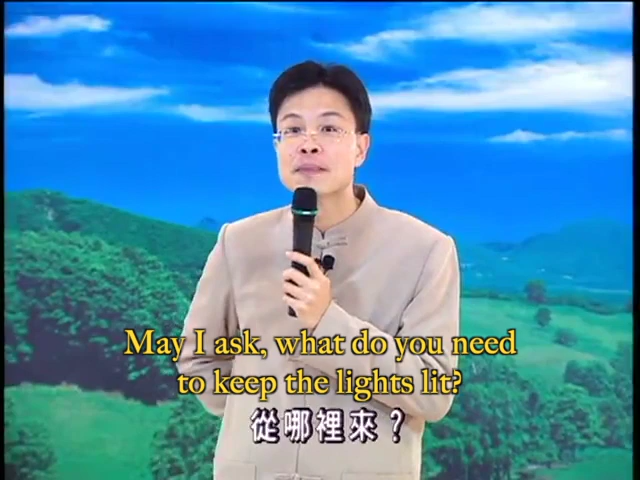 May I ask, what do you need
to keep the lights lit?
從哪裡來？